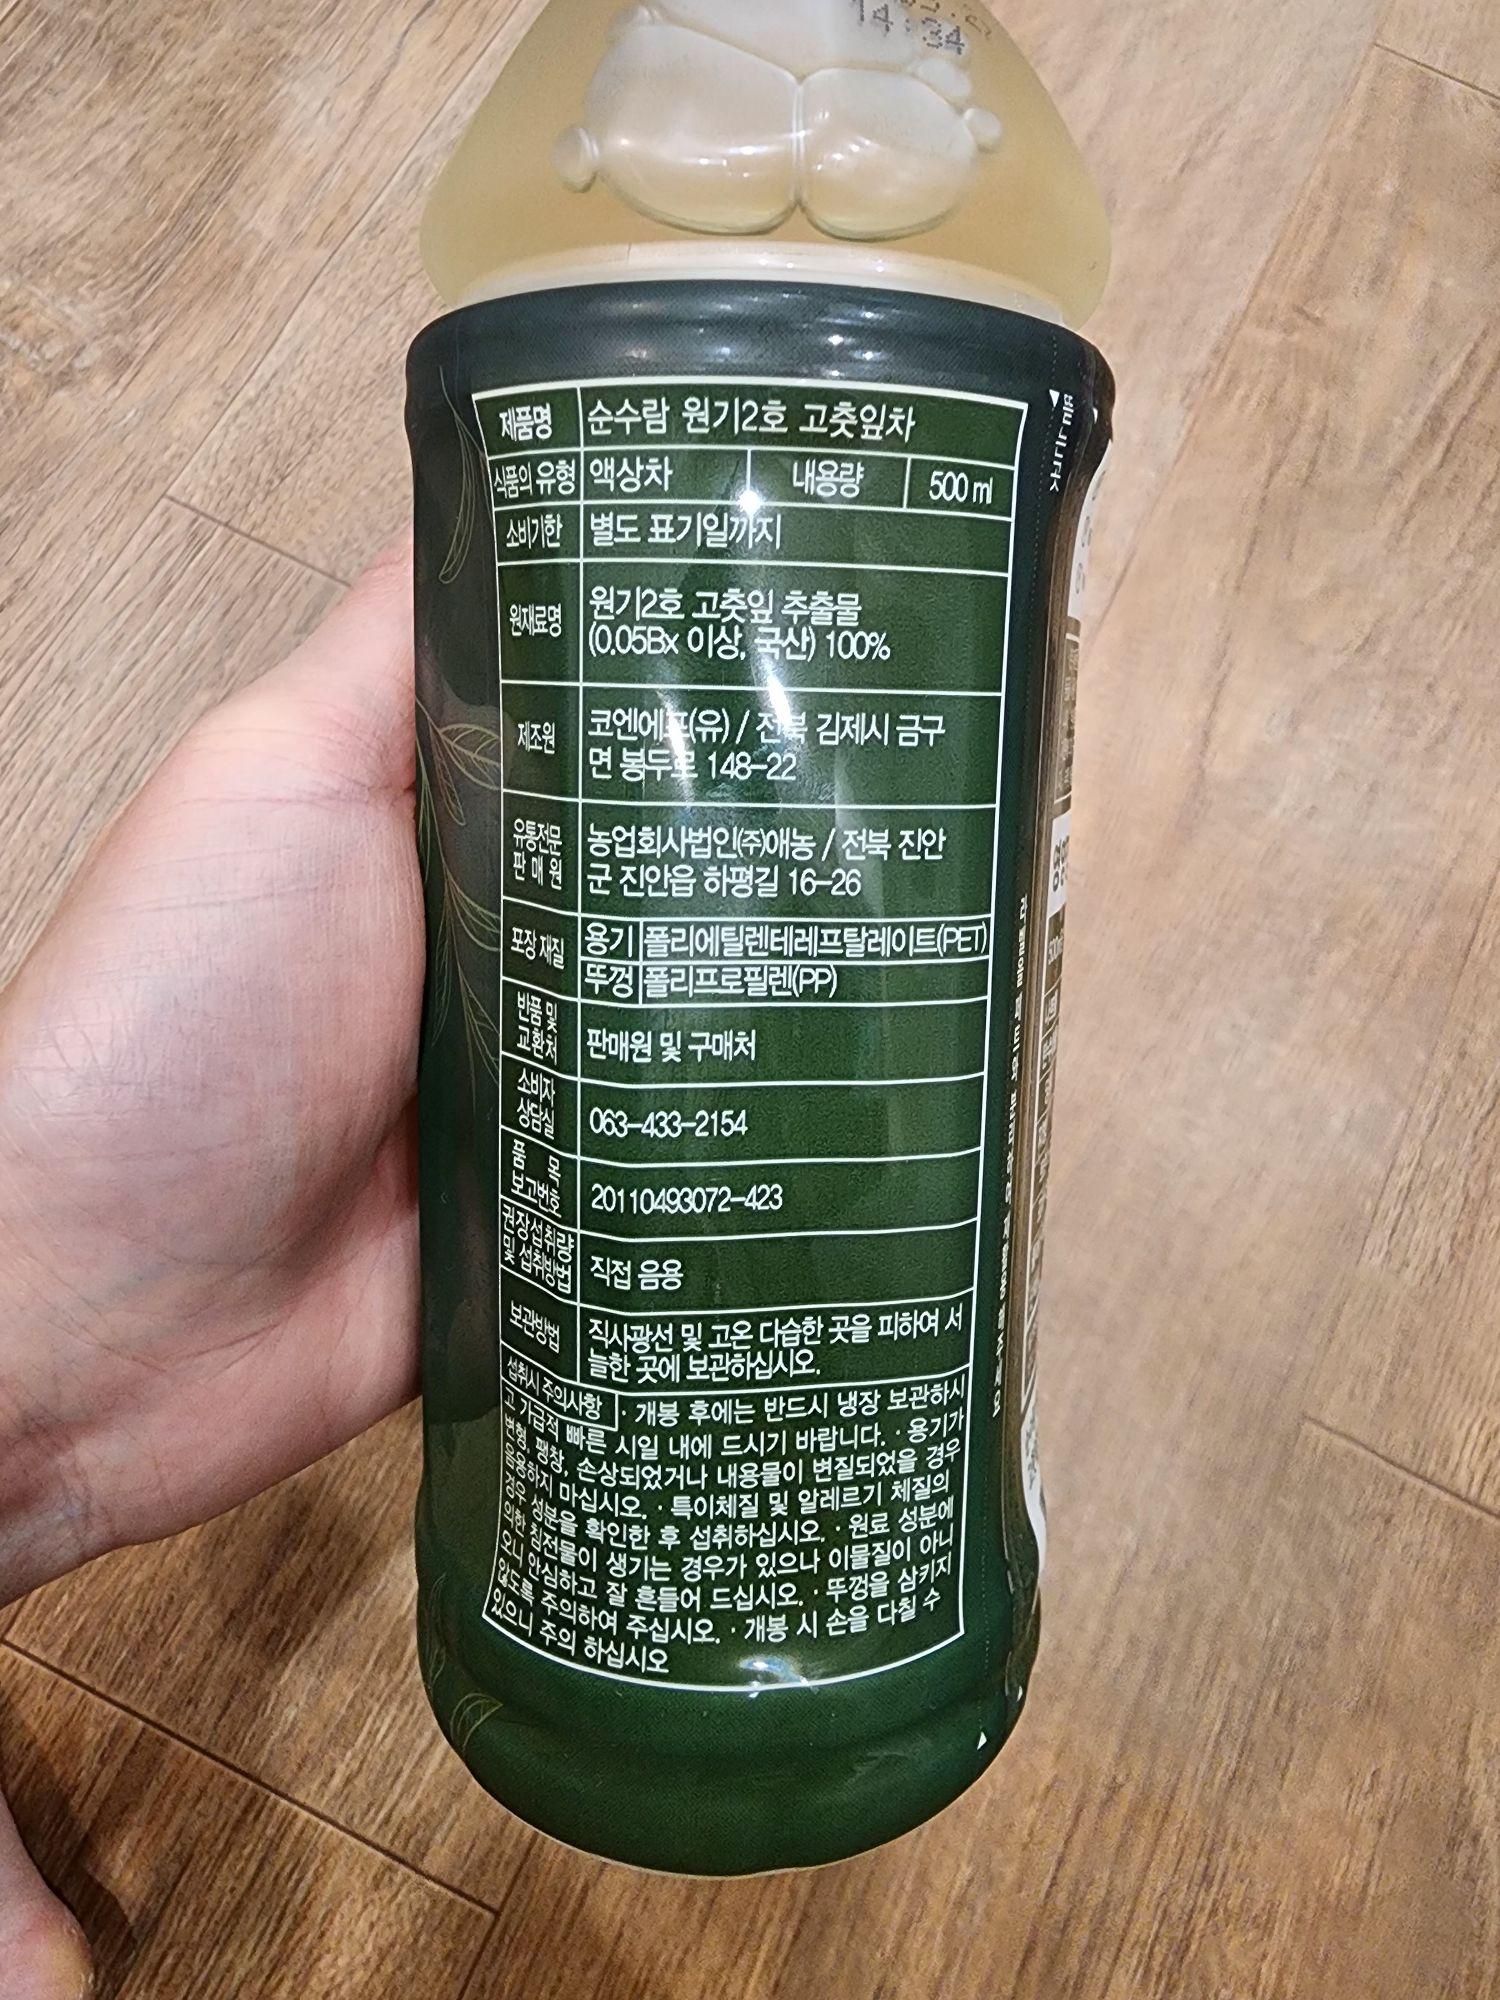 제품명 순수람 원기2호 고춧잎차
식품의 유형 액상차 내용량 500 ml
소비기한 별도 표기일까지
원재료명 원기2호 고춧잎 추출물
(0.05Bx 이상, 국산) 100%
제조원 코엔에프(유) / 전북 김제시 금구
면 봉두로 148-22
유통전문
판매원
농업회사법인㈜애농 / 전북 진안
군 진안읍 하평길 16-26
포장 재질 용기 폴리에틸렌테레프탈레이트(PET)
뚜껑 폴리프로필렌(PP)
반품 및
교환처
판매원 및 구매처
소비자
상담실
063-433-2154
품 목
보고번호
20110493072-423
권장섭취량
및 섭취방법
직접 음용
보관방법 직사광선 및 고온 다습한 곳을 피하여 서
늘한 곳에 보관하십시오.
섭취시 주의사항 · 개봉 후에는 반드시 냉장 보관하시
고 가급적 빠른 시일 내에 드시기 바랍니다. · 용기가
변형, 팽창, 손상되었거나 내용물이 변질되었을 경우
음용하지 마십시오. · 특이체질 및 알레르기 체질의
경우 성분을 확인한 후 섭취하십시오. · 원료 성분에
의한 침전물이 생기는 경우가 있으나 이물질이 아니
오니 안심하고 잘 흔들어 드십시오. · 뚜껑을 삼키지
않도록 주의하여 주십시오. · 개봉 시 손을 다칠 수
있으니 주의 하십시오